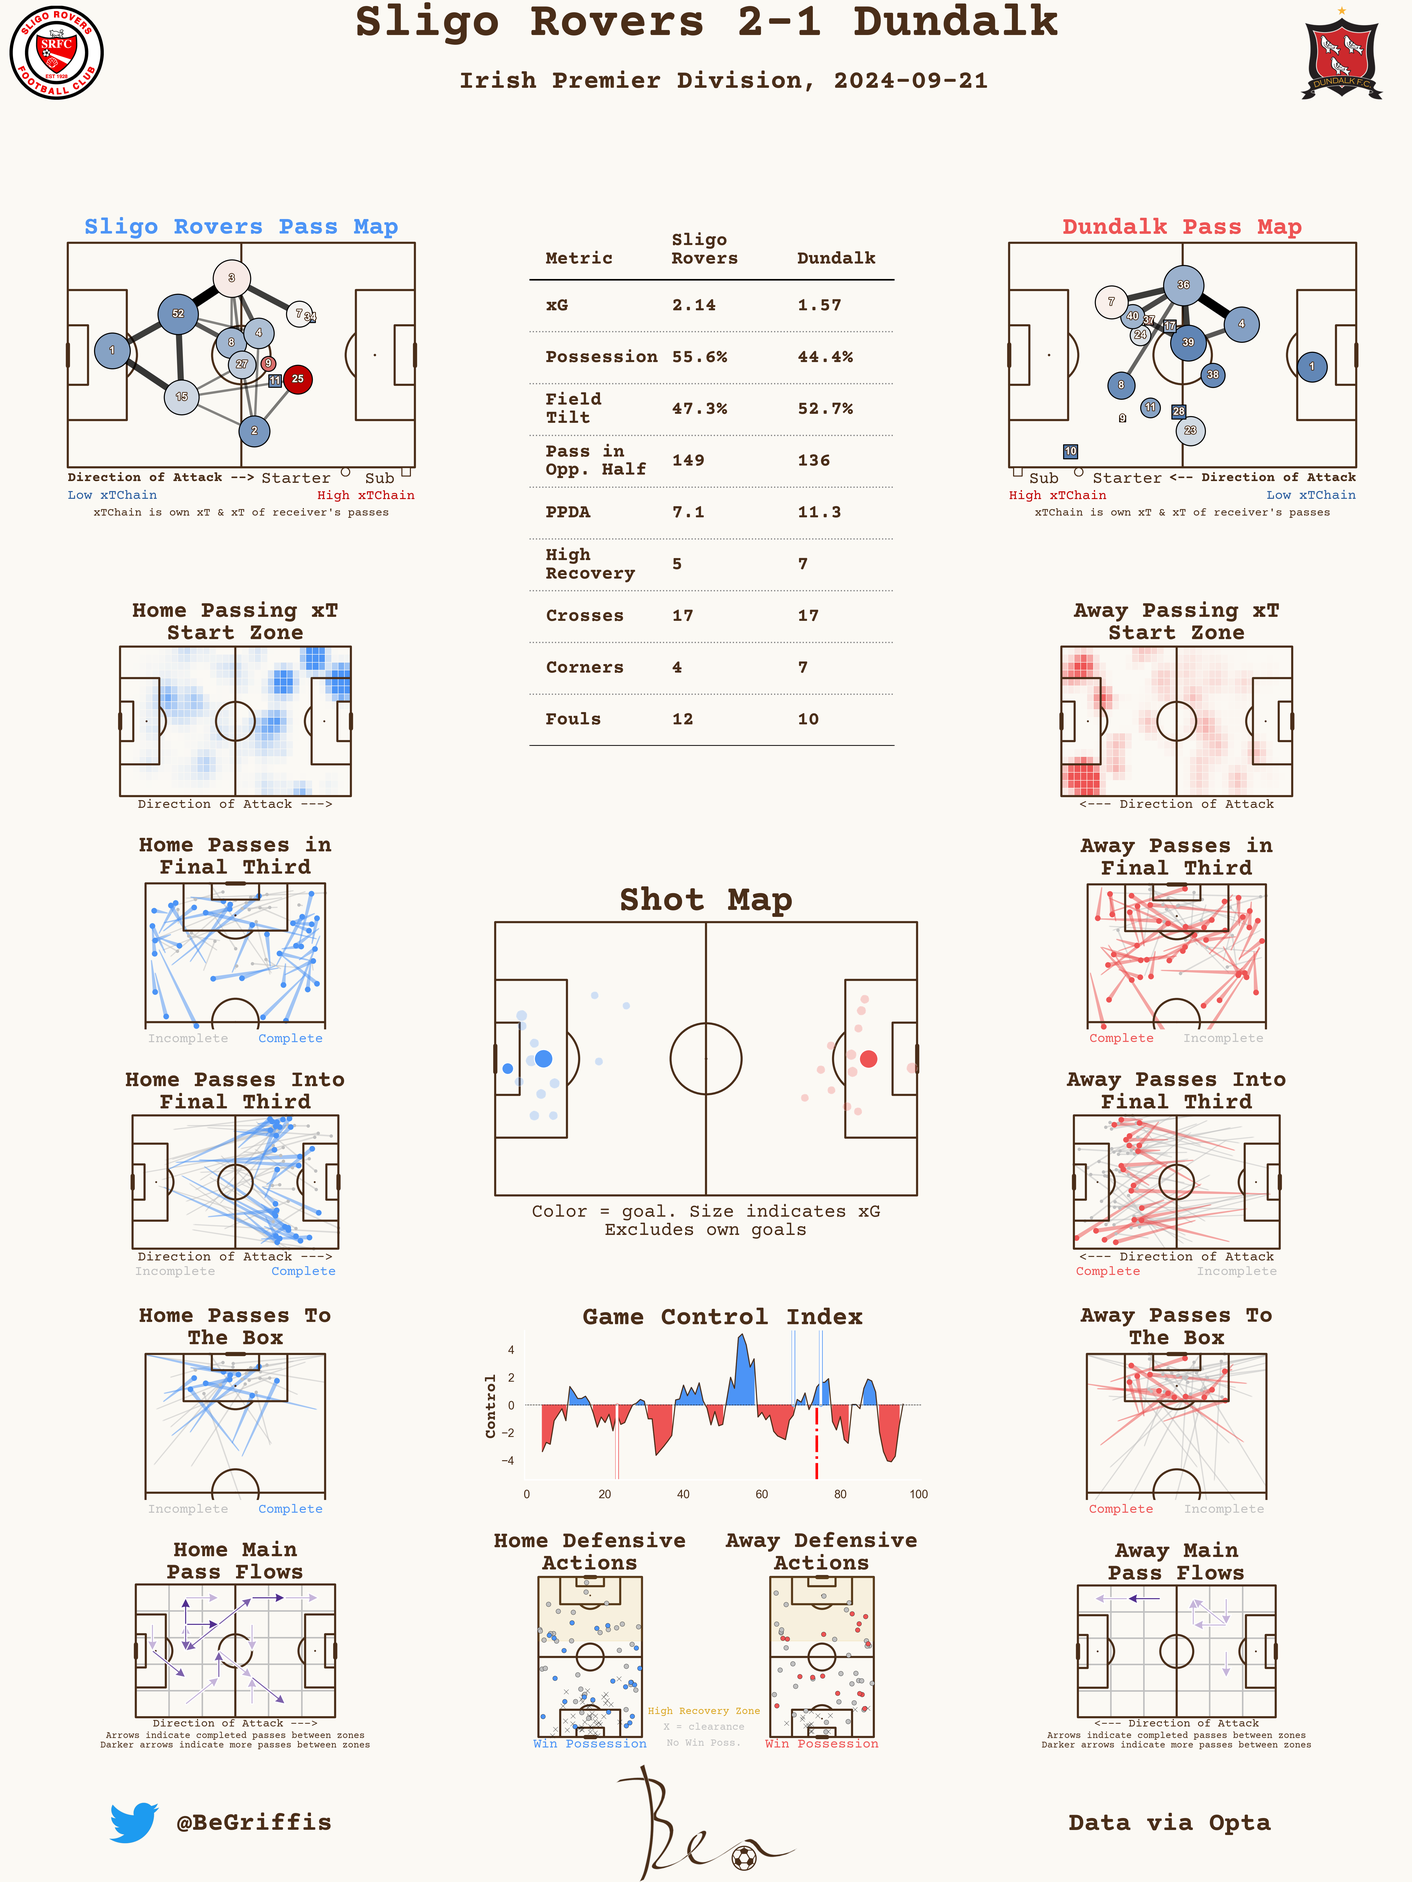 Sligo Rovers 2-1 Dundalk
Irish Premier Division, 2024-09-21
SLIGO ROVERS
SRFC
EST 1928
FOOTBALL CLUB
DUNDALK F.C.
Sligo Rovers Pass Map
3
52
7
34
4
8
1
27
9
11
25
15
2
Direction of Attack --> Starter Sub
Low xTChain High xTChain
xTChain is own xT & xT of receiver's passes
Metric Sligo Rovers Dundalk
xG 2.14 1.57
Possession 55.6% 44.4%
Field Tilt 47.3% 52.7%
Pass in Opp. Half 149 136
PPDA 7.1 11.3
High Recovery 5 7
Crosses 17 17
Corners 4 7
Fouls 12 10
Dundalk Pass Map
36
7
40
37
17
4
24
39
1
8
38
11
28
9
23
10
Sub Starter <-- Direction of Attack
High xTChain Low xTChain
xTChain is own xT & xT of receiver's passes
Home Passing xT
Start Zone
Direction of Attack --->
Away Passing xT
Start Zone
<--- Direction of Attack
Home Passes in
Final Third
Incomplete Complete
Away Passes in
Final Third
Complete Incomplete
Shot Map
Color = goal. Size indicates xG
Excludes own goals
Home Passes Into
Final Third
Direction of Attack --->
Incomplete Complete
Away Passes Into
Final Third
<--- Direction of Attack
Complete Incomplete
Home Passes To
The Box
Incomplete Complete
Game Control Index
Control
4
2
0
−2
−4
0 20 40 60 80 100
Away Passes To
The Box
Complete Incomplete
Home Main
Pass Flows
Direction of Attack --->
Arrows indicate completed passes between zones
Darker arrows indicate more passes between zones
Home Defensive
Actions
Win Possession
Away Defensive
Actions
Win Possession
High Recovery Zone
X = clearance
No Win Poss.
Away Main
Pass Flows
<--- Direction of Attack
Arrows indicate completed passes between zones
Darker arrows indicate more passes between zones
@BeGriffis
Ben
Data via Opta